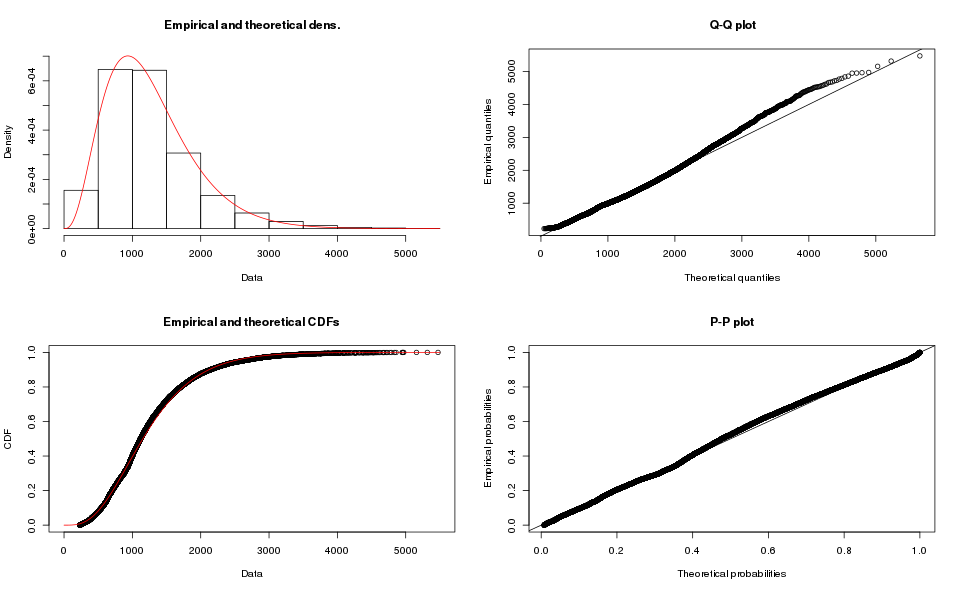 Empirical and theoretical dens.
Density
0e+00 2e-04 4e-04 6e-04
0 1000 2000 3000 4000 5000
Data
Q-Q plot
Empirical quantiles
1000 2000 3000 4000 5000
0 1000 2000 3000 4000 5000
Theoretical quantiles
Empirical and theoretical CDFs
CDF
0.0 0.2 0.4 0.6 0.8 1.0
0 1000 2000 3000 4000 5000
Data
P-P plot
Empirical probabilities
0.0 0.2 0.4 0.6 0.8 1.0
0.0 0.2 0.4 0.6 0.8 1.0
Theoretical probabilities